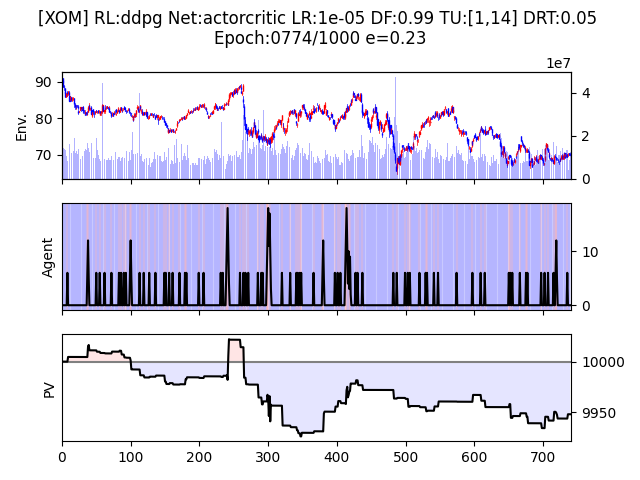 [XOM] RL:ddpg Net:actorcritic LR:1e-05 DF:0.99 TU:[1,14] DRT:0.05
Epoch:0774/1000 e=0.23
1e7
90
80
70
Env.
4
2
0
Agent
10
0
PV
10000
9950
0 100 200 300 400 500 600 700